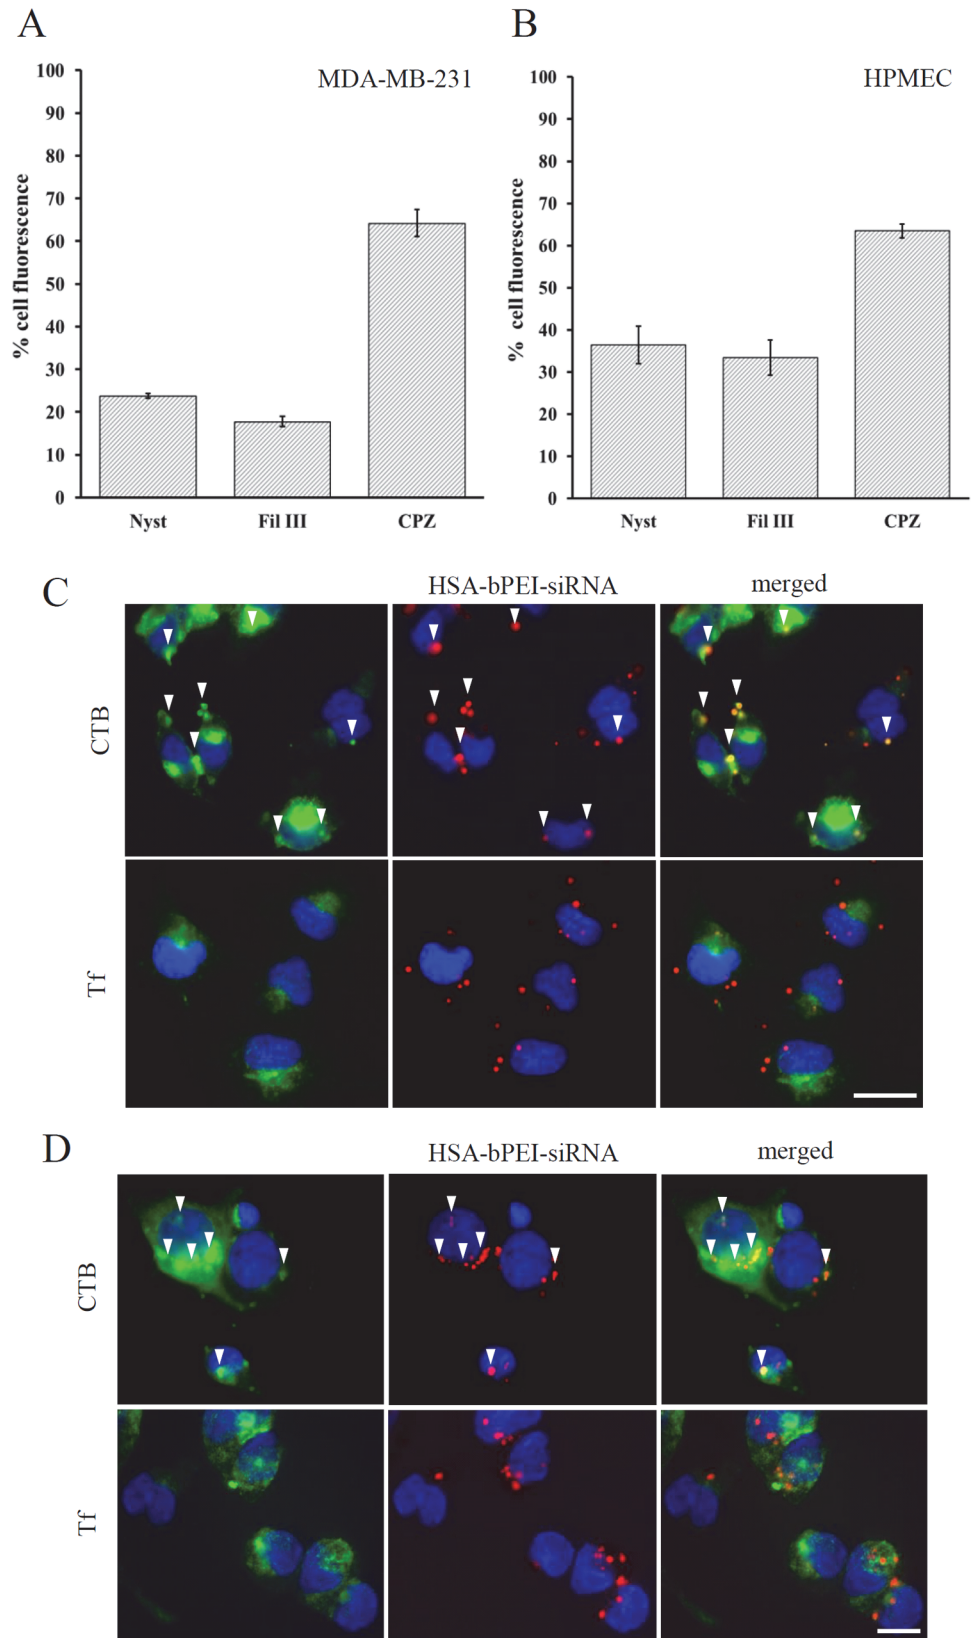 A
MDA-MB-231
% cell fluorescence
100
90
80
70
60
50
40
30
20
10
0
Nyst Fil III CPZ
B
HPMEC
% cell fluorescence
100
90
80
70
60
50
40
30
20
10
0
Nyst Fil III CPZ
C
HSA-bPEI-siRNA merged
CTB
Tf
D
HSA-bPEI-siRNA merged
CTB
Tf